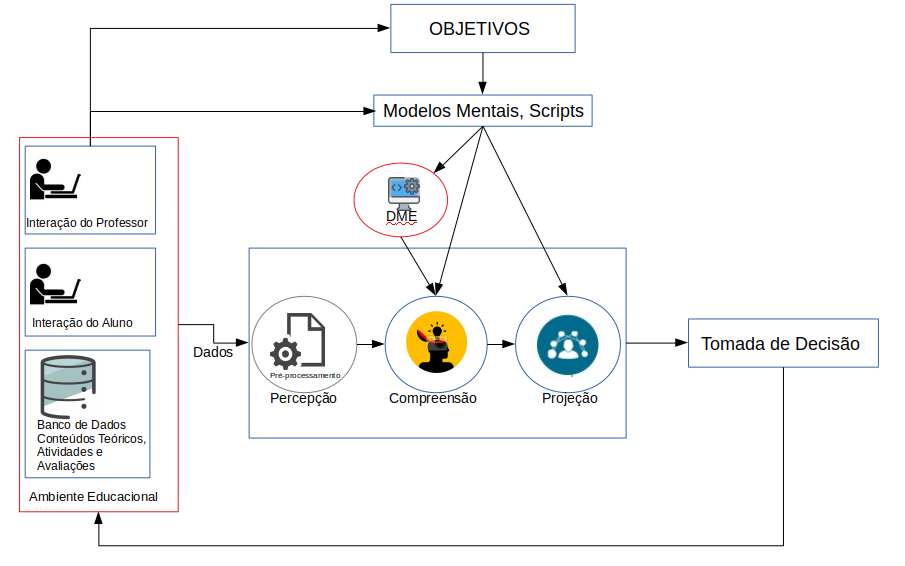 OBJETIVOS
Modelos Mentais, Scripts
DME
Interação do Professor
Interação do Aluno
Banco de Dados
Conteúdos Teóricos,
Atividades e
Avaliações
Ambiente Educacional
Dados
Pré-processamento
Percepção
Compreensão
Projeção
Tomada de Decisão